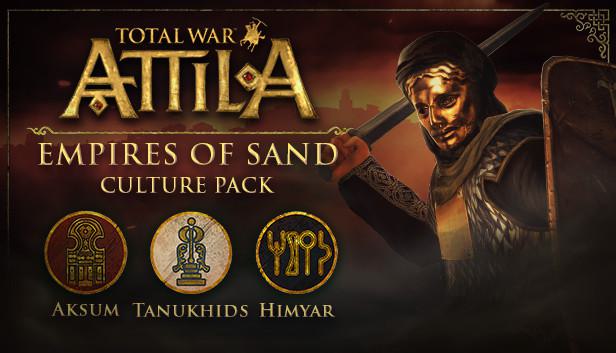 TOTAL WAR
ATTILA
EMPIRES OF SAND
CULTURE PACK
AKSUM TANUKHIDS HIMYAR